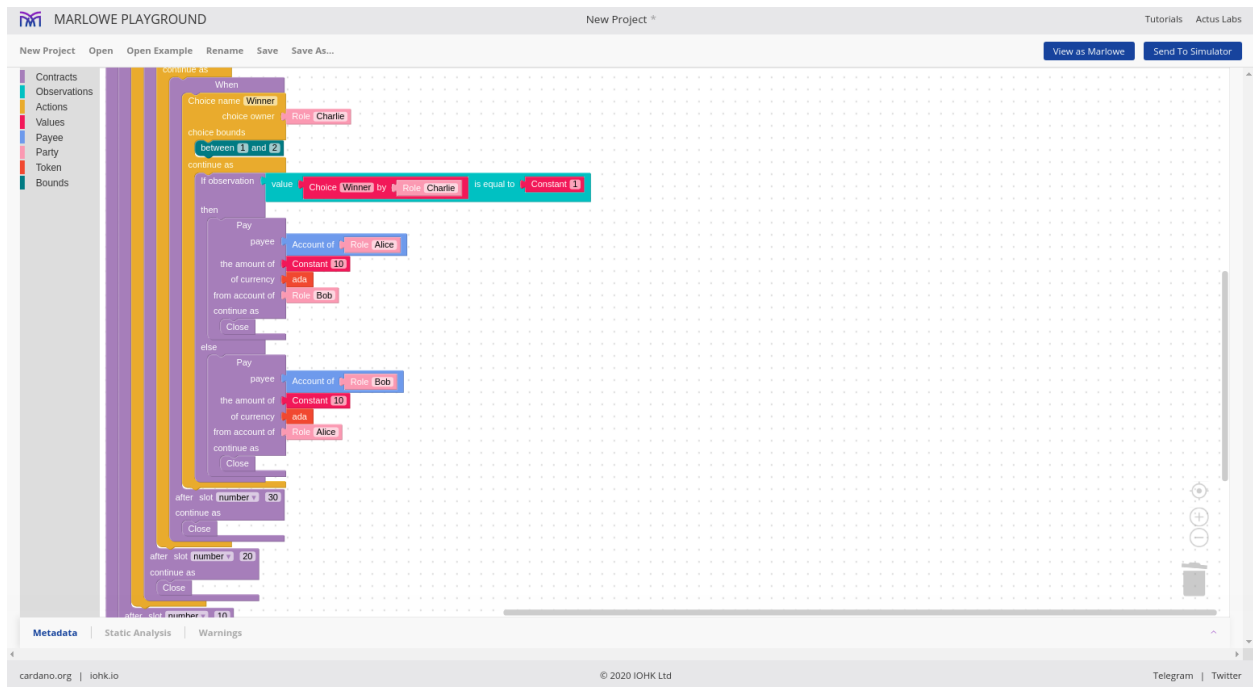 MARLOWE PLAYGROUND
New Project *
Tutorials Actus Labs
New Project Open Open Example Rename Save Save As...
View as Marlowe Send To Simulator
Contracts
Observations
Actions
Values
Payee
Party
Token
Bounds
continue as
When
Choice name Winner
choice owner Role Charlie
choice bounds
between 1 and 2
continue as
If observation value Choice Winner by Role Charlie is equal to Constant 1
then
Pay
payee Account of Role Alice
the amount of Constant 10
of currency ada
from account of Role Bob
continue as
Close
else
Pay
payee Account of Role Bob
the amount of Constant 10
of currency ada
from account of Role Alice
continue as
Close
after slot number 30
continue as
Close
after slot number 20
continue as
Close
after slot number 10
Metadata Static Analysis Warnings
cardano.org | iohk.io
© 2020 IOHK Ltd
Telegram | Twitter